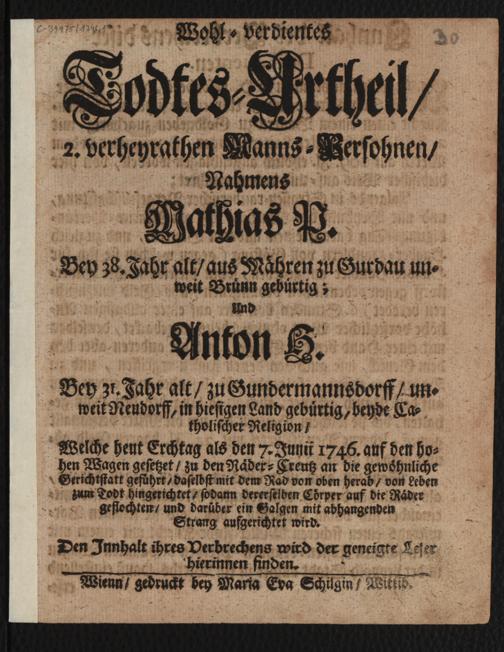 30
Wohl-verdientes
Todtes-Urtheil/
2. verheyrathen Manns-Persohnen/
Nahmens
Mathias P.
Bey 38. Jahr alt/ aus Mähren zu Gurdau un-
weit Brünn gebürtig;
Und
Anton H.
Bey 31. Jahr alt/ zu Gundermannsdorff/ un-
weit Neudorff, in hiesigen Land gebürtig, beyde Ca-
tholischer Religion/
Welche heut Erchtag als den 7. Junii 1746. auf den ho-
hen Wagen gesetzet/ zu den Räder-Creutz an die gewöhnliche
Gerichtstatt geführt/ daselbst mit dem Rad von oben herab/ von Leben
zum Todt hingerichtet/ sodann dererselben Cörper auf die Räder
geflochten/ und darüber ein Galgen mit abhangenden
Strang aufgerichtet wird.
Den Innhalt ihres Verbrechens wird der geneigte Leser
hierinnen finden.
Wienn/ gedruckt bey Maria Eva Schilgin/ Wittib.